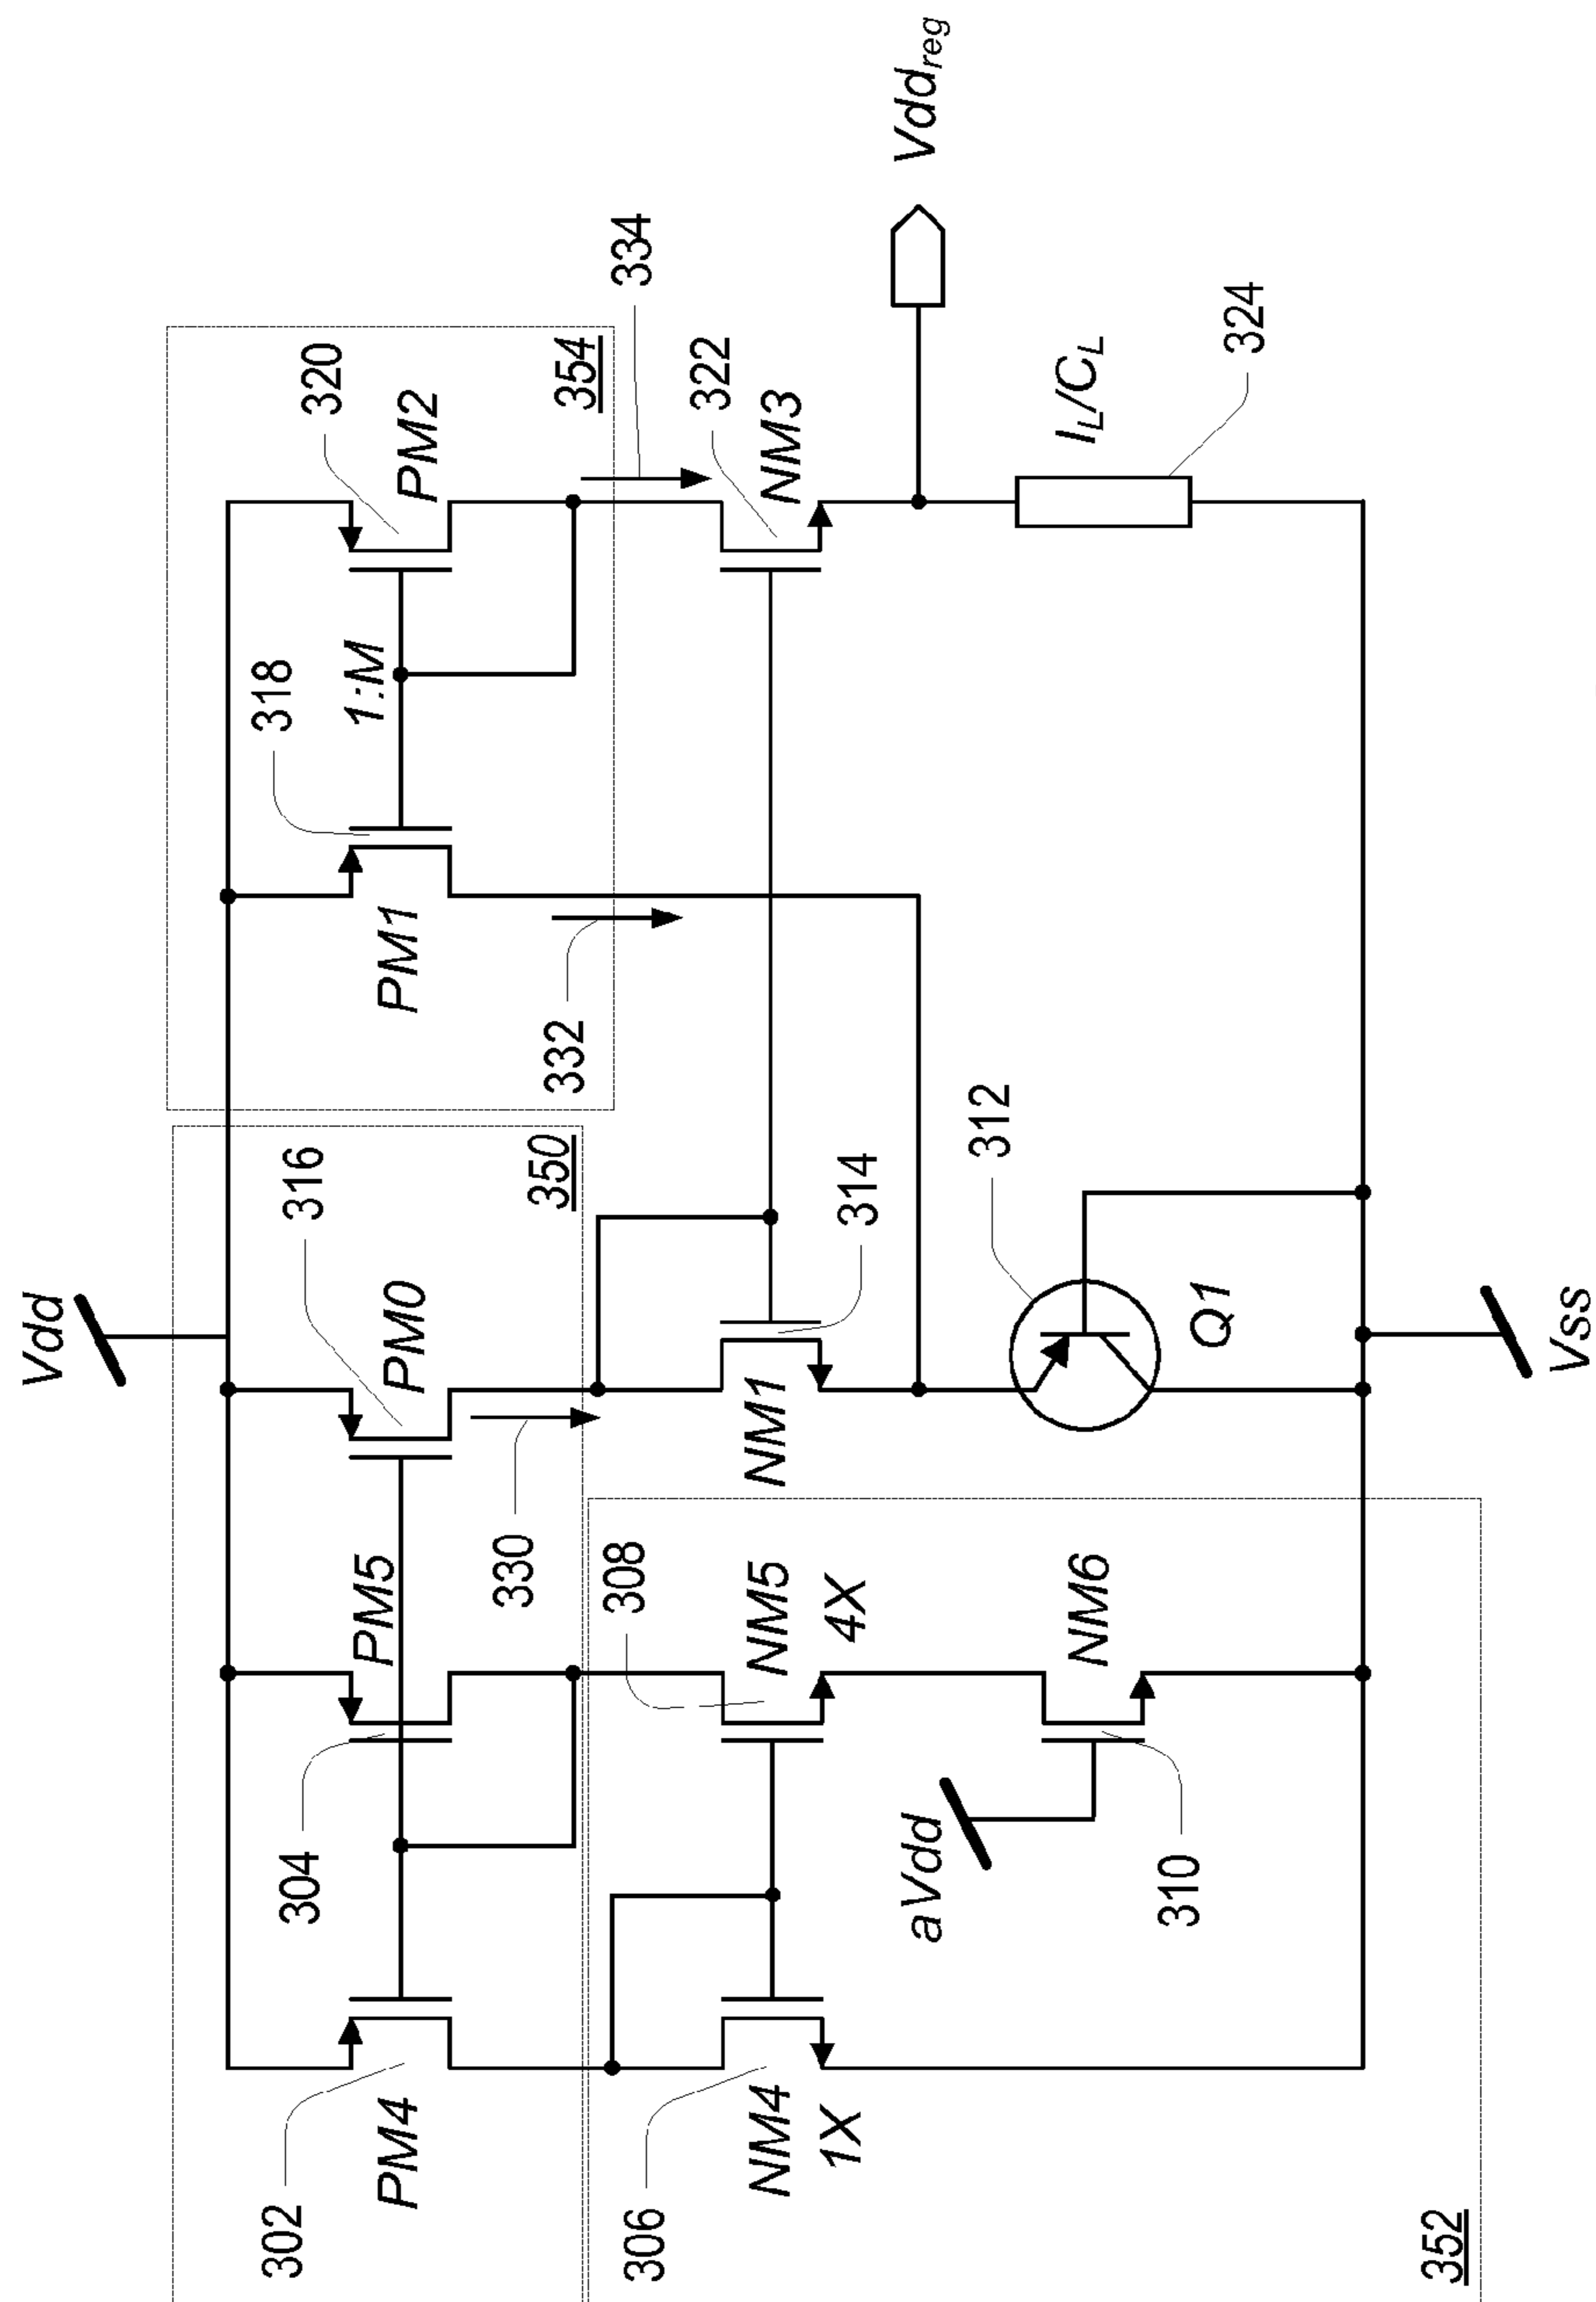 Vdd
302
PM4
304
PM5
316
PM0
350
330
318
PM1
1:M
320
PM2
354
332
334
306
NM4
1X
308
NM5
4X
aVdd
310
NM6
352
NM1
314
312
Q1
322
NM3
Vddreg
IL/CL
324
Vss